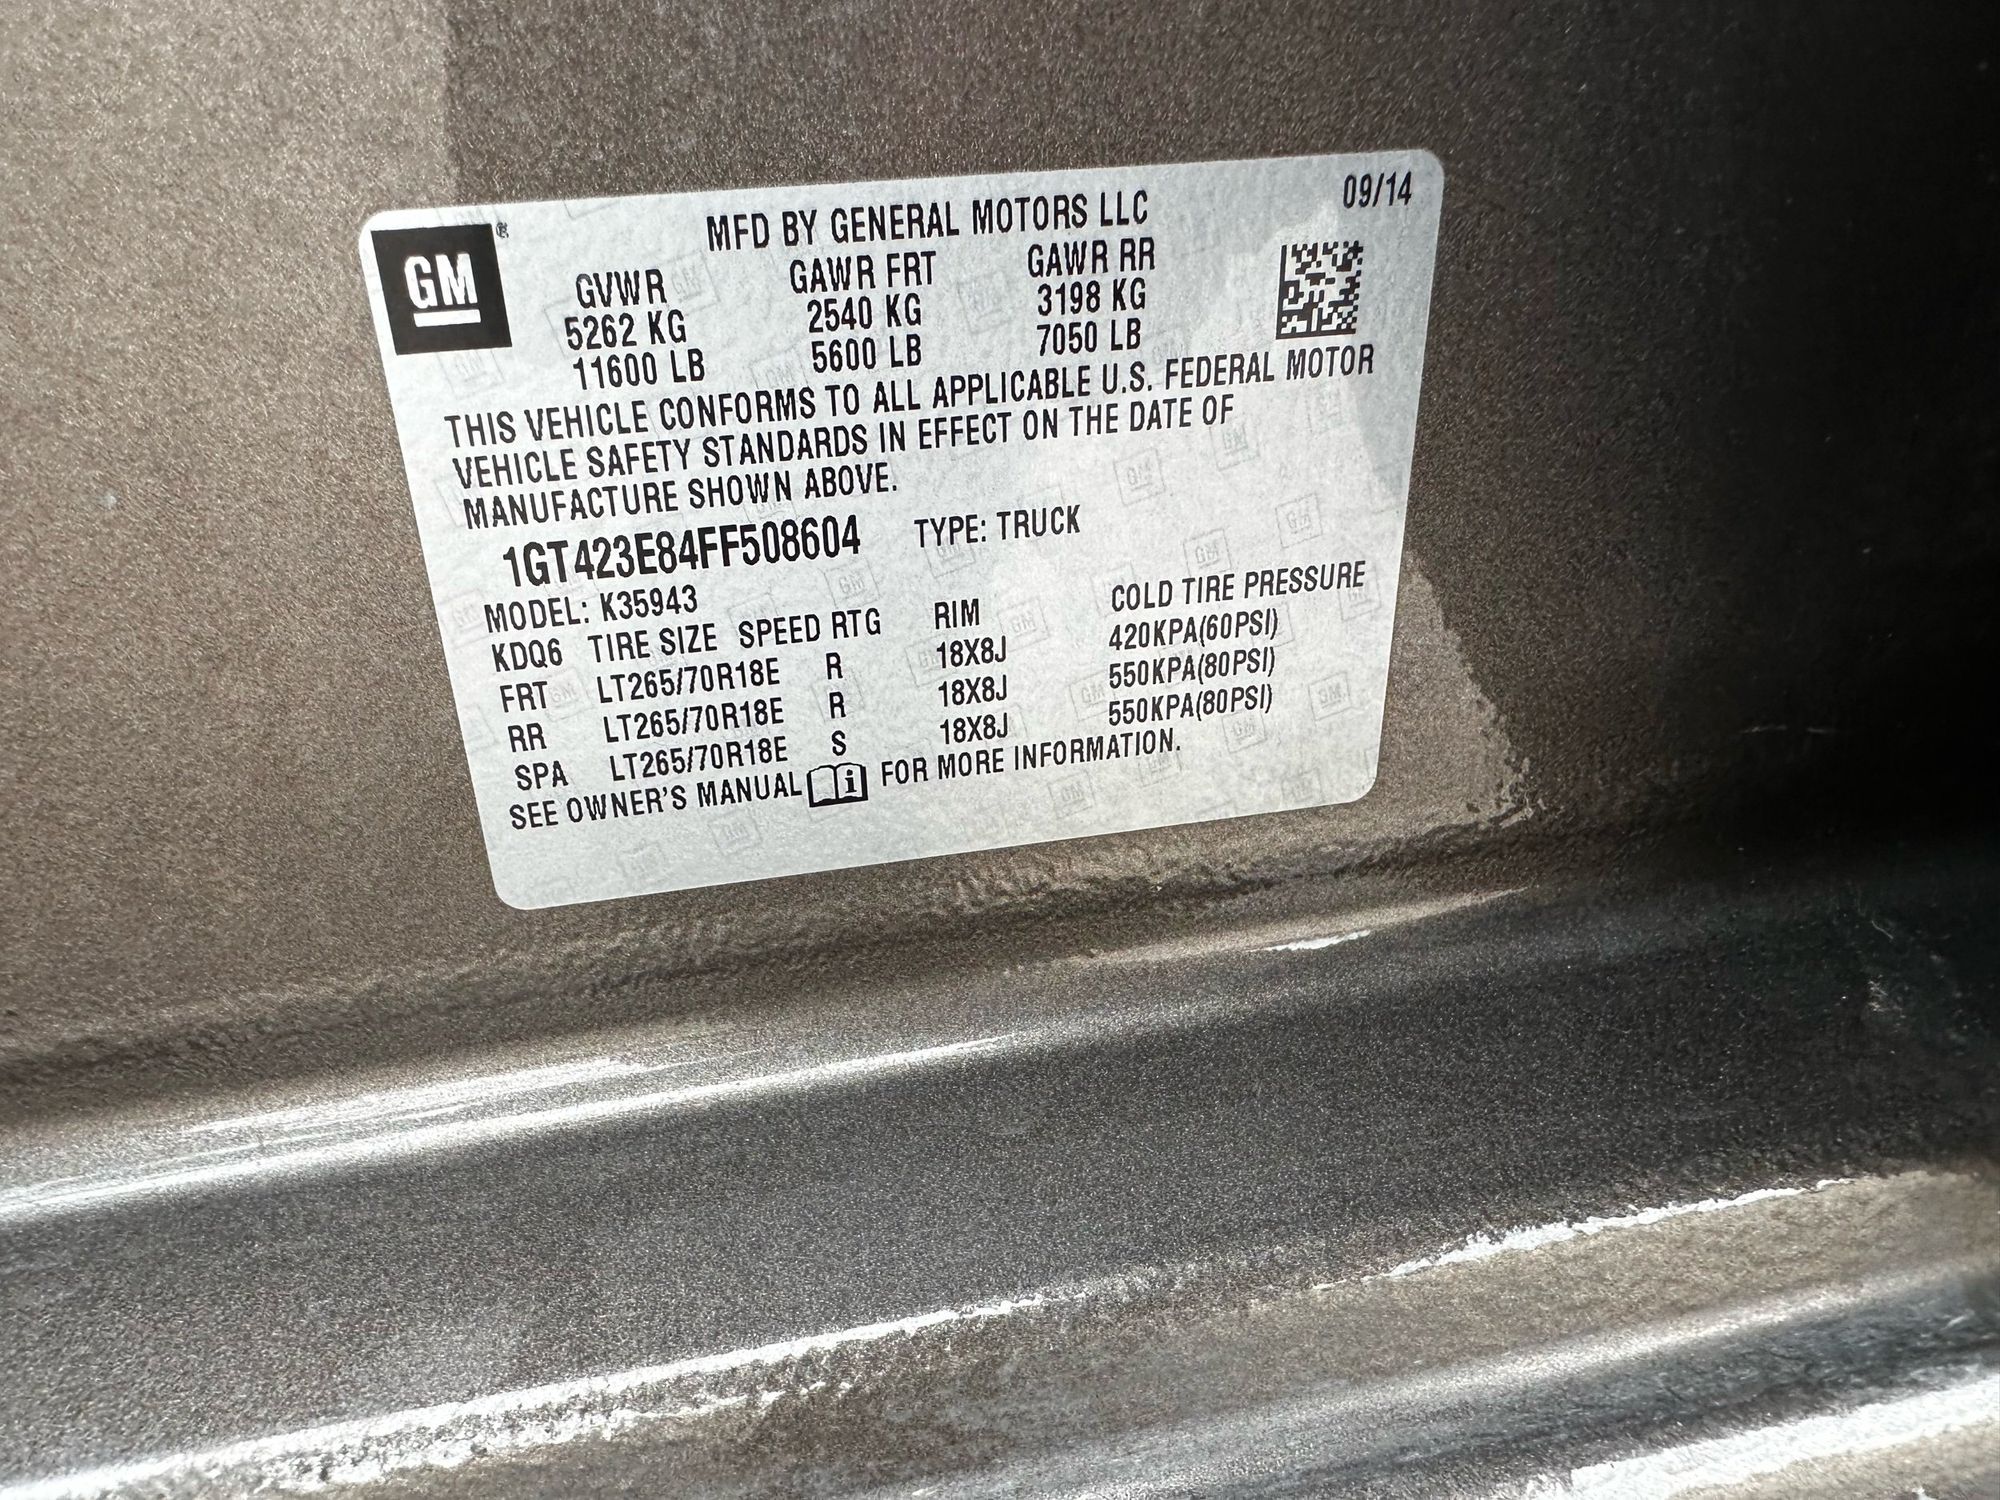 GM®
MFD BY GENERAL MOTORS LLC 09/14
GVWR GAWR FRT GAWR RR
5262 KG 2540 KG 3198 KG
11600 LB 5600 LB 7050 LB
THIS VEHICLE CONFORMS TO ALL APPLICABLE U.S. FEDERAL MOTOR
VEHICLE SAFETY STANDARDS IN EFFECT ON THE DATE OF
MANUFACTURE SHOWN ABOVE.
1GT423E84FF508604 TYPE: TRUCK
MODEL: K35943
KDQ6 TIRE SIZE SPEED RTG RIM COLD TIRE PRESSURE
FRT LT265/70R18E R 18X8J 420KPA(60PSI)
RR LT265/70R18E R 18X8J 550KPA(80PSI)
SPA LT265/70R18E S 18X8J 550KPA(80PSI)
SEE OWNER'S MANUAL i FOR MORE INFORMATION.